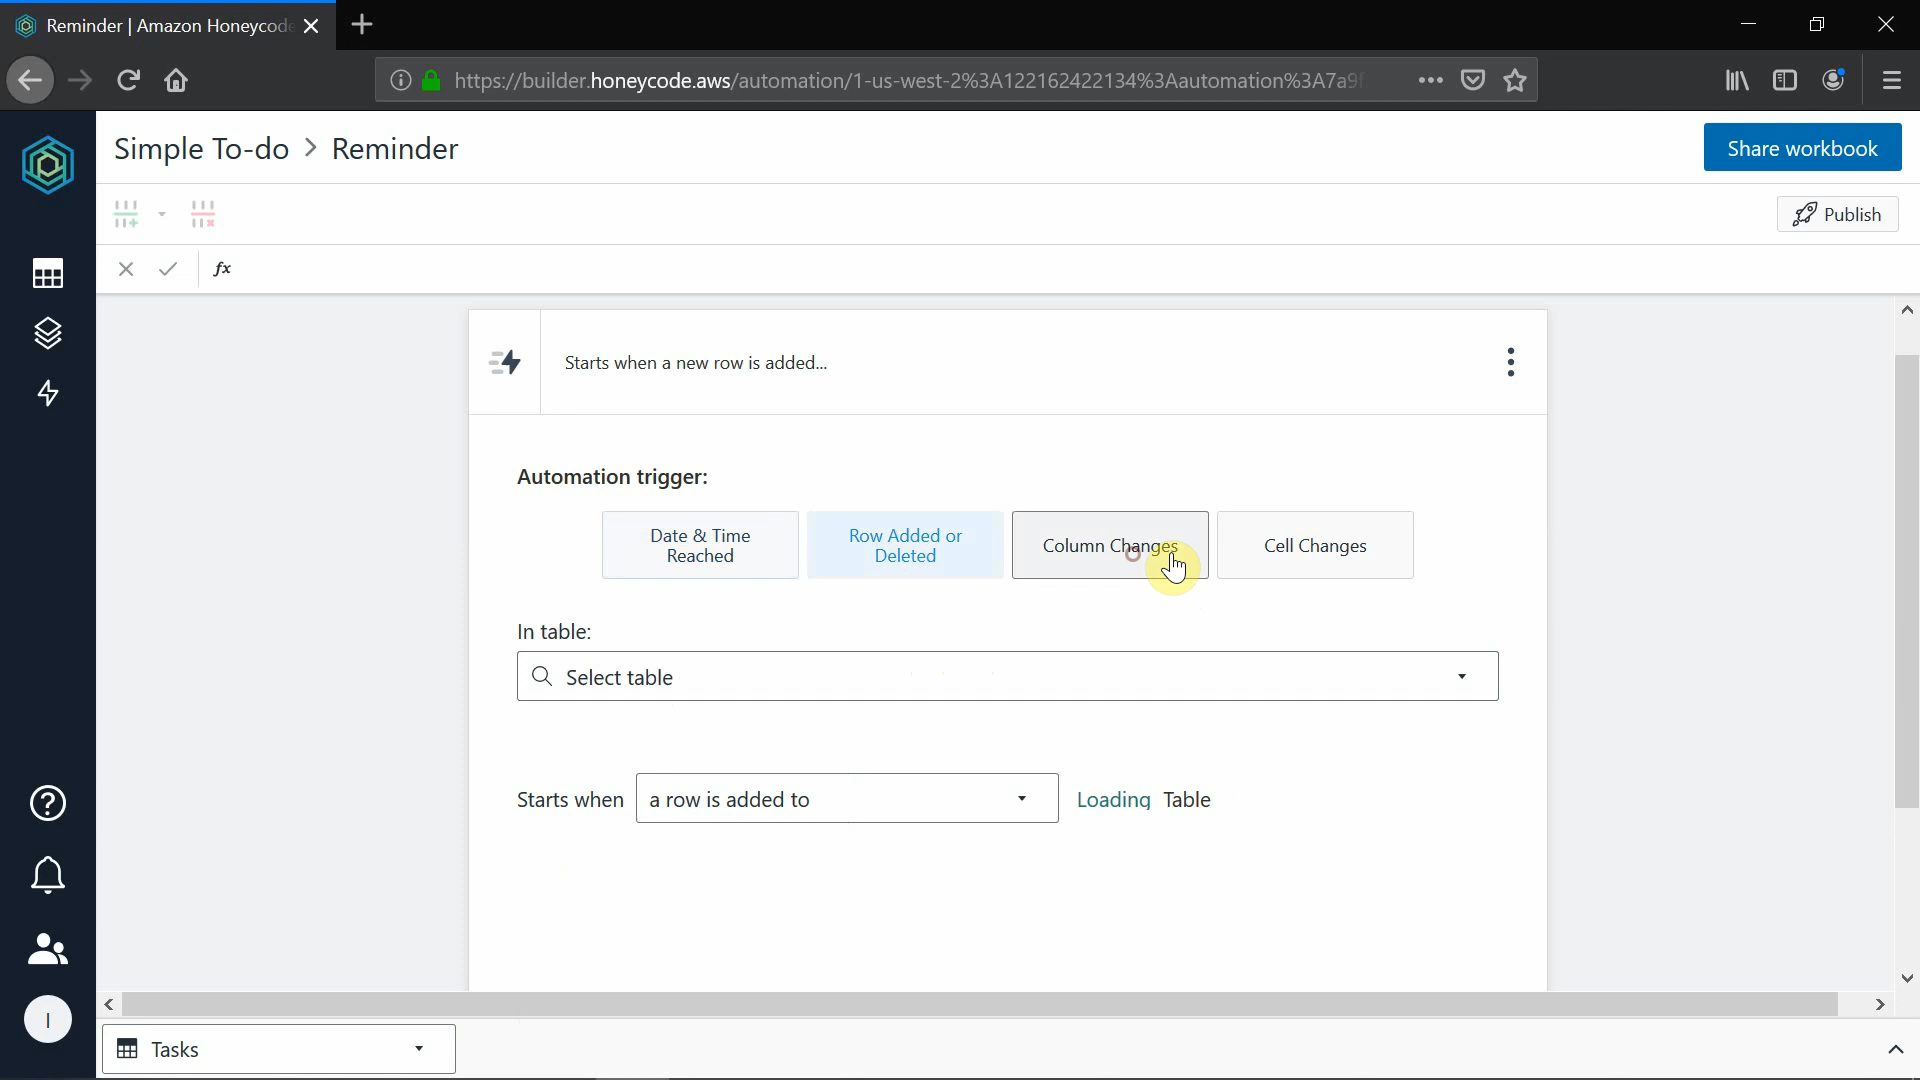 Reminder | Amazon Honeycod
https://builder.honeycode.aws/automation/1-us-west-2%3A122162422134%3Aautomation%3A7a9f
Simple To-do > Reminder
Share workbook
Publish
fx
Starts when a new row is added...
Automation trigger:
Date & Time
Reached
Row Added or
Deleted
Column Changes
Cell Changes
In table:
Select table
Starts when a row is added to Loading Table
I
Tasks